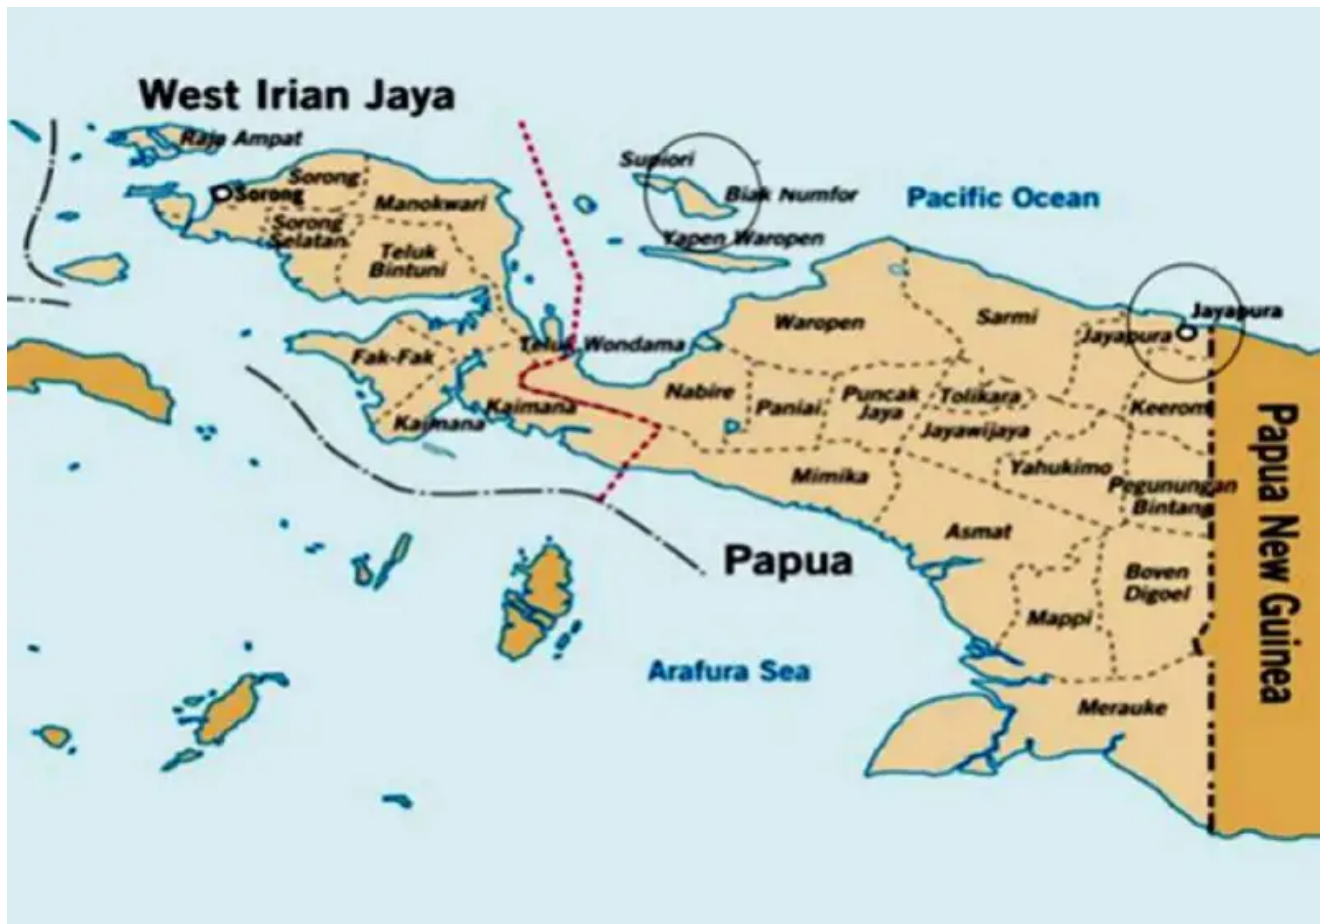 West Irian Jaya
Raja Ampat
Sorong
Sorong
Manokwari
Sorong
Selatan
Teluk
Bintuni
Supiori
Biak Numfor
Yapen Waropen
Pacific Ocean
Jayapura
Jayapura
Waropen
Sarmi
Teluk Wondama
Fak-Fak
Kaimana
Kaimana
Nabire
Paniai
Puncak
Jaya
Tolikara
Jayawijaya
Keerom
Yahukimo
Mimika
Pegunungan
Bintang
Asmat
Papua
Boven
Digoel
Mappi
Arafura Sea
Merauke
Papua New Guinea